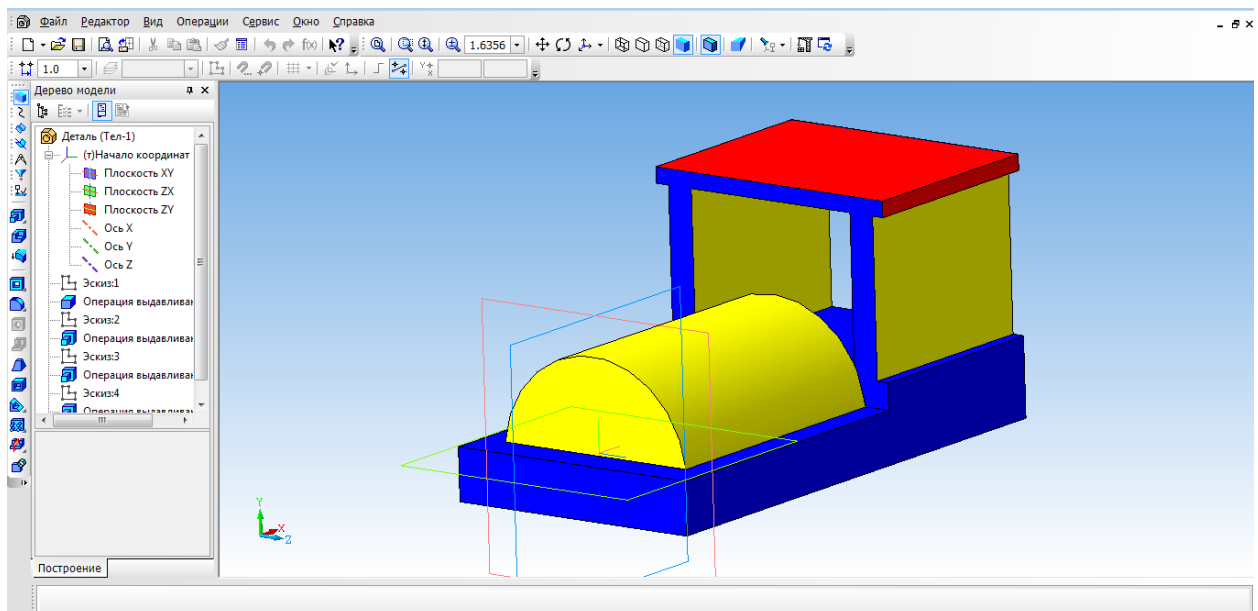 Файл Редактор Вид Операции Сервис Окно Справка
1.6356
1.0
Дерево модели
Деталь (Тел-1)
(т)Начало координат
Плоскость XY
Плоскость ZX
Плоскость ZY
Ось X
Ось Y
Ось Z
Эскиз:1
Операция выдавливан
Эскиз:2
Операция выдавливан
Эскиз:3
Операция выдавливан
Эскиз:4
Операция выдавливан
Построение
Y
X
Z